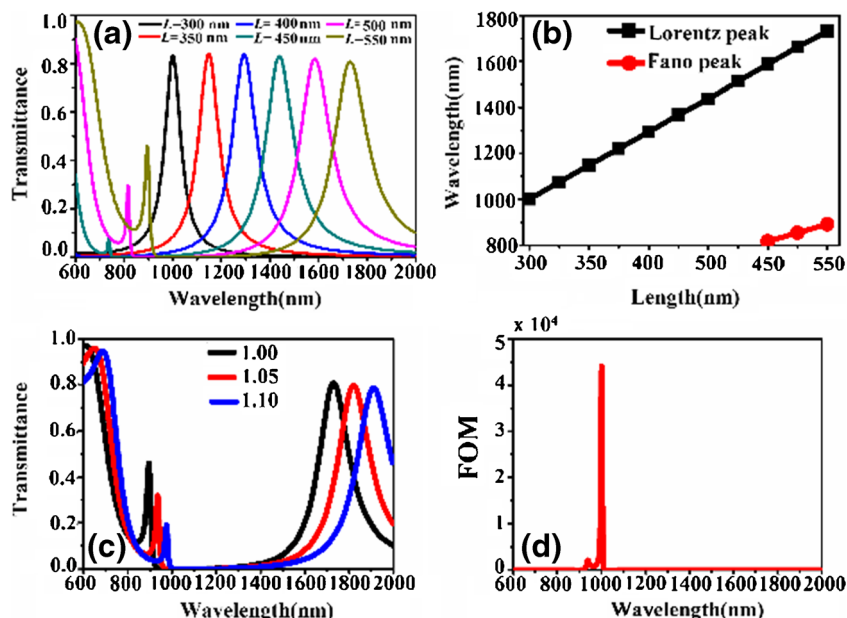 (a)
L−300 nm L= 400 nm L=500 nm
L=350 nm L− 450 nm L−550 nm
Transmittance
1.0
0.8
0.6
0.4
0.2
0.0
600 800 1000 1200 1400 1600 1800 2000
Wavelength(nm)
(b)
Lorentz peak
Fano peak
Wavelength(nm)
1800
1600
1400
1200
1000
800
300 350 400 450 500 450 550
Length(nm)
(c)
1.00
1.05
1.10
Transmittance
1.0
0.8
0.6
0.4
0.2
0.0
600 800 1000 1200 1400 1600 1800 2000
Wavelength(nm)
(d)
x 10⁴
FOM
5
4
3
2
1
0
600 800 1000 1200 1400 1600 1800 2000
Wavelength(nm)